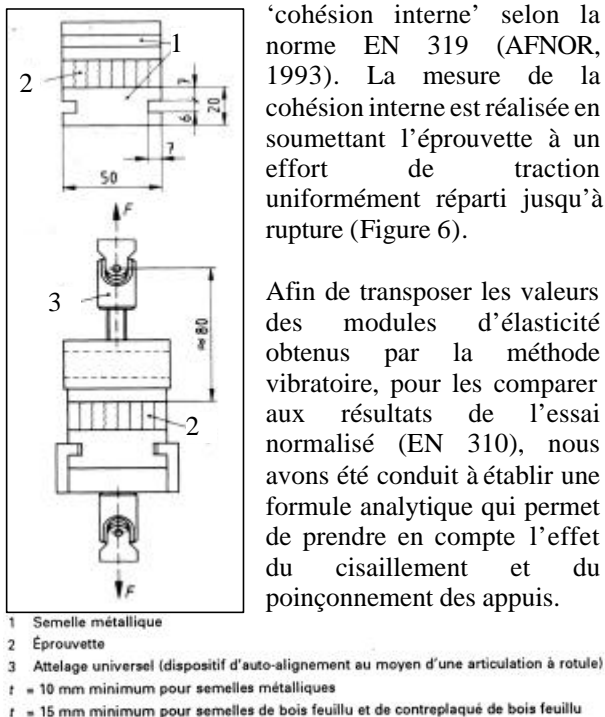 ‘cohésion interne’ selon la
norme EN 319 (AFNOR,
1993). La mesure de la
cohésion interne est réalisée en
soumettant l’éprouvette à un
effort de traction
uniformément réparti jusqu’à
rupture (Figure 6).
Afin de transposer les valeurs
des modules d’élasticité
obtenus par la méthode
vibratoire, pour les comparer
aux résultats de l’essai
normalisé (EN 310), nous
avons été conduit à établir une
formule analytique qui permet
de prendre en compte l’effet
du cisaillement et du
poinçonnement des appuis.
1
2
7
7
6
20
7
50
F
3
≈80
2
F
1 Semelle métallique
2 Éprouvette
3 Attelage universel (dispositif d'auto-alignement au moyen d'une articulation à rotule)
t = 10 mm minimum pour semelles métalliques
t = 15 mm minimum pour semelles de bois feuillu et de contreplaqué de bois feuillu